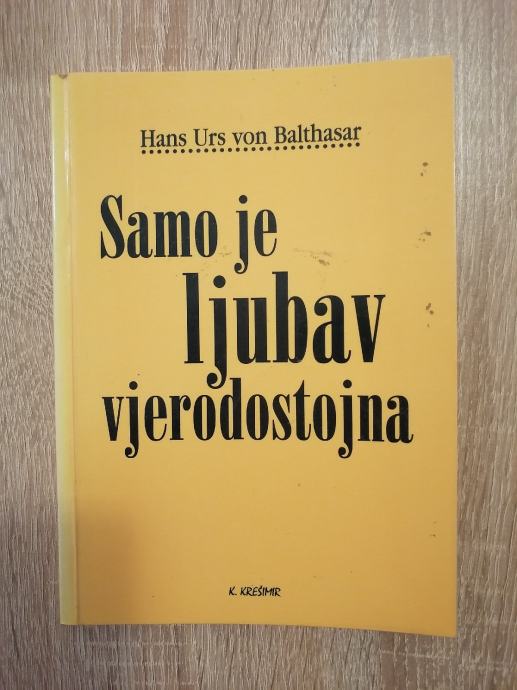 Hans Urs von Balthasar
Samo je
ljubav
vjerodostojna
K. KREŠIMIR